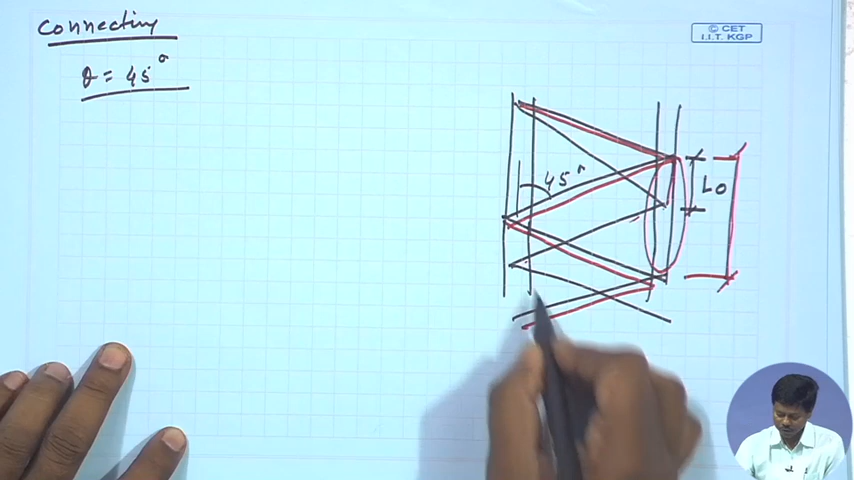 Connecting
θ = 45°
© CET
I.I.T. KGP
45°
L0